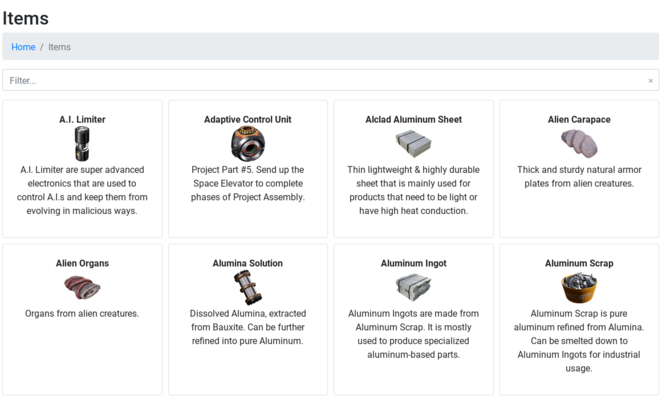 Items
Home / Items
Filter... ×
A.I. Limiter
A.I. Limiter are super advanced
electronics that are used to
control A.I.s and keep them from
evolving in malicious ways.
Adaptive Control Unit
Project Part #5. Send up the
Space Elevator to complete
phases of Project Assembly.
Alclad Aluminum Sheet
Thin lightweight & highly durable
sheet that is mainly used for
products that need to be light or
have high heat conduction.
Alien Carapace
Thick and sturdy natural armor
plates from alien creatures.
Alien Organs
Organs from alien creatures.
Alumina Solution
Dissolved Alumina, extracted
from Bauxite. Can be further
refined into pure Aluminum.
Aluminum Ingot
Aluminum Ingots are made from
Aluminum Scrap. It is mostly
used to produce specialized
aluminum-based parts.
Aluminum Scrap
Aluminum Scrap is pure
aluminum refined from Alumina.
Can be smelted down to
Aluminum Ingots for industrial
usage.